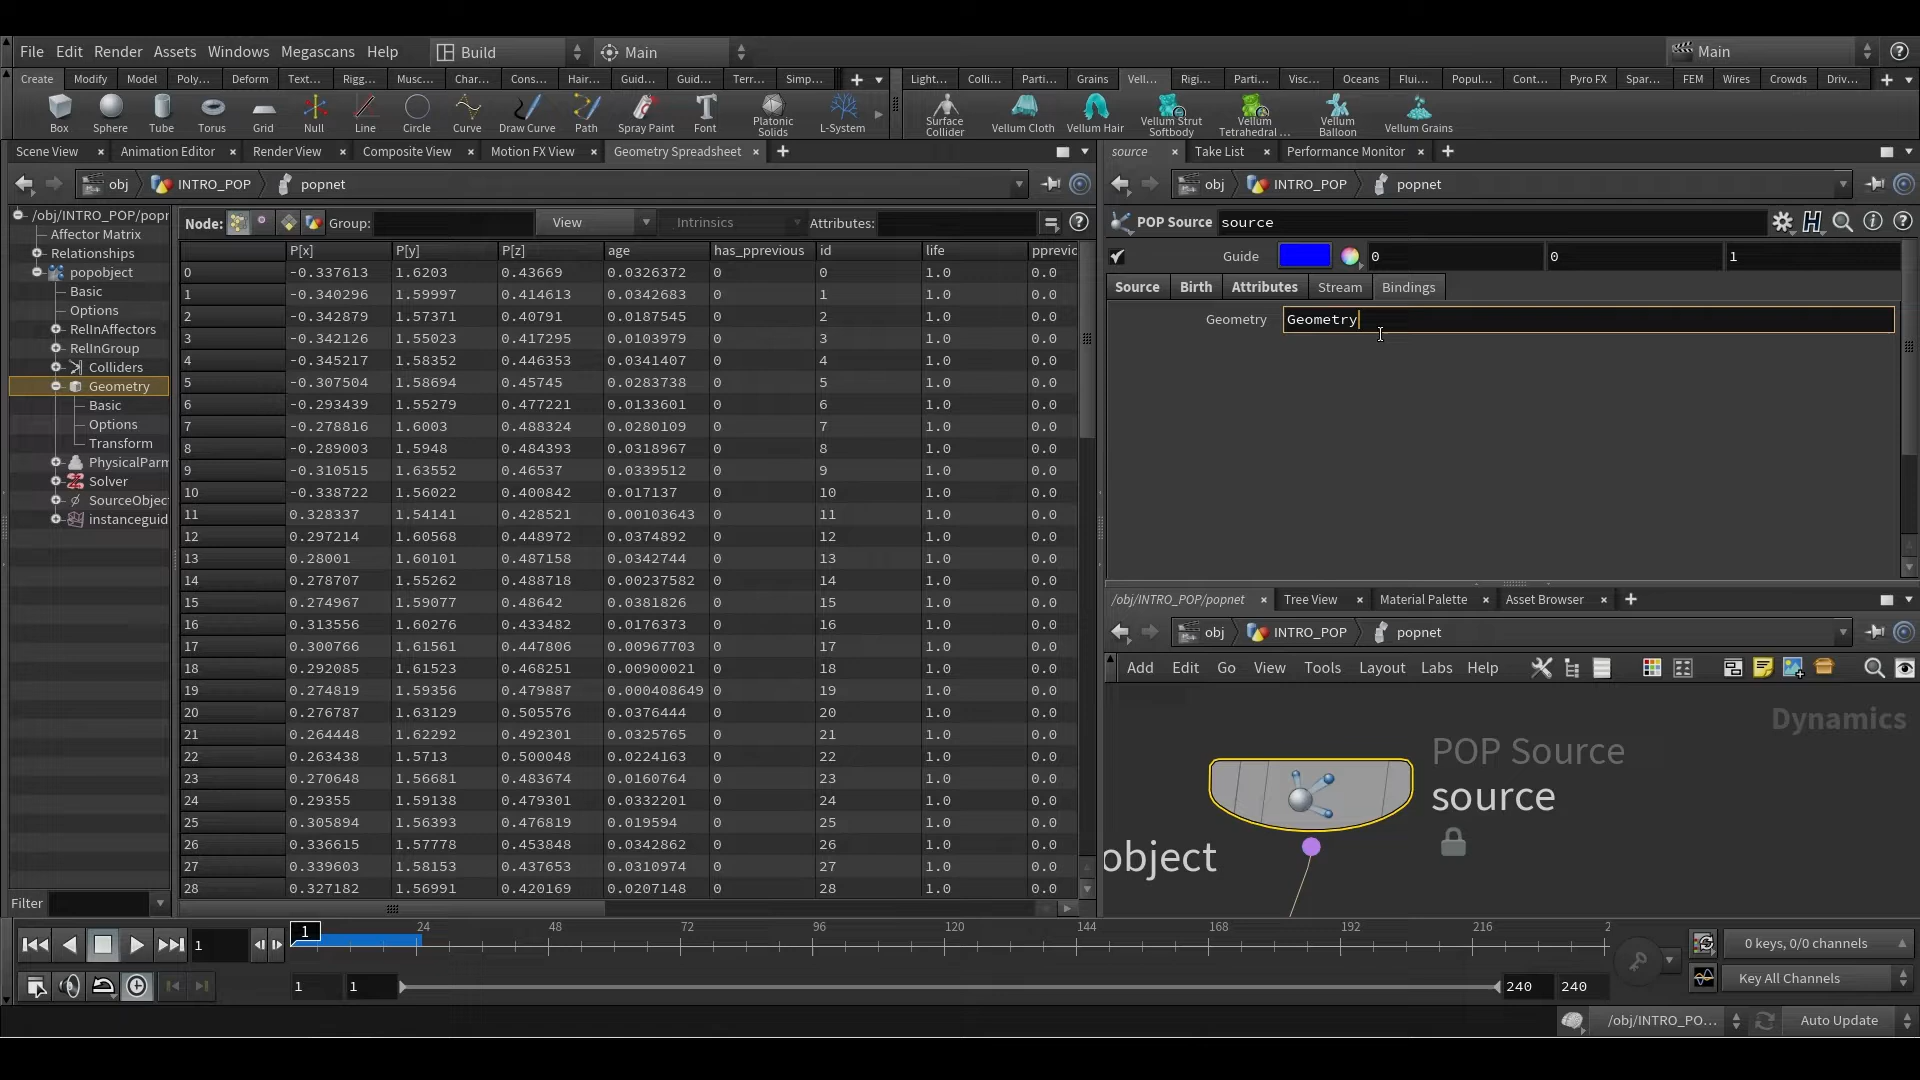 File Edit Render Assets Windows Megascans Help Build Main Main
Create Modify Model Poly... Deform Text... Rigg... Musc... Char... Cons... Hair... Guid... Guid... Terr... Simp... Light... Colli... Parti... Grains Vell... Rigi... Parti... Visc... Oceans Flui... Popul... Cont... Pyro FX Spar... FEM Wires Crowds Driv...
Box Sphere Tube Torus Grid Null Line Circle Curve Draw Curve Path Spray Paint Font Platonic Solids L-System Surface Collider Vellum Cloth Vellum Hair Vellum Strut Softbody Vellum Tetrahedral ... Vellum Balloon Vellum Grains
Scene View Animation Editor Render View Composite View Motion FX View Geometry Spreadsheet
obj INTRO_POP popnet
/obj/INTRO_POP/popr
Affector Matrix
Relationships
popobject
Basic
Options
RelInAffectors
RelInGroup
Colliders
Geometry
Basic
Options
Transform
PhysicalParm
Solver
SourceObjec
instanceguid
Filter
Node: Group: View Intrinsics Attributes:
P[x] P[y] P[z] age has_pprevious id life pprevic
0 -0.337613 1.6203 0.43669 0.0326372 0 0 1.0 0.0
1 -0.340296 1.59997 0.414613 0.0342683 0 1 1.0 0.0
2 -0.342879 1.57371 0.40791 0.0187545 0 2 1.0 0.0
3 -0.342126 1.55023 0.417295 0.0103979 0 3 1.0 0.0
4 -0.345217 1.58352 0.446353 0.0341407 0 4 1.0 0.0
5 -0.307504 1.58694 0.45745 0.0283738 0 5 1.0 0.0
6 -0.293439 1.55279 0.477221 0.0133601 0 6 1.0 0.0
7 -0.278816 1.6003 0.488324 0.0280109 0 7 1.0 0.0
8 -0.289003 1.5948 0.484393 0.0318967 0 8 1.0 0.0
9 -0.310515 1.63552 0.46537 0.0339512 0 9 1.0 0.0
10 -0.338722 1.56022 0.400842 0.017137 0 10 1.0 0.0
11 0.328337 1.54141 0.428521 0.00103643 0 11 1.0 0.0
12 0.297214 1.60568 0.448972 0.0374892 0 12 1.0 0.0
13 0.28001 1.60101 0.487158 0.0342744 0 13 1.0 0.0
14 0.278707 1.55262 0.488718 0.00237582 0 14 1.0 0.0
15 0.274967 1.59077 0.48642 0.0381826 0 15 1.0 0.0
16 0.313556 1.60276 0.433482 0.0176373 0 16 1.0 0.0
17 0.300766 1.61561 0.447806 0.00967703 0 17 1.0 0.0
18 0.292085 1.61523 0.468251 0.00900021 0 18 1.0 0.0
19 0.274819 1.59356 0.479887 0.000408649 0 19 1.0 0.0
20 0.276787 1.63129 0.505576 0.0376444 0 20 1.0 0.0
21 0.264448 1.62292 0.492301 0.0325765 0 21 1.0 0.0
22 0.263438 1.5713 0.500048 0.0224163 0 22 1.0 0.0
23 0.270648 1.56681 0.483674 0.0160764 0 23 1.0 0.0
24 0.29355 1.59138 0.479301 0.0332201 0 24 1.0 0.0
25 0.305894 1.56393 0.476819 0.019594 0 25 1.0 0.0
26 0.336615 1.57778 0.453848 0.0342862 0 26 1.0 0.0
27 0.339603 1.58153 0.437653 0.0310974 0 27 1.0 0.0
28 0.327182 1.56991 0.420169 0.0207148 0 28 1.0 0.0
source Take List Performance Monitor
obj INTRO_POP popnet
POP Source source
Guide 0 0 1
Source Birth Attributes Stream Bindings
Geometry Geometry
/obj/INTRO_POP/popnet Tree View Material Palette Asset Browser
obj INTRO_POP popnet
Add Edit Go View Tools Layout Labs Help
Dynamics
POP Source
source
object
1 1 24 48 72 96 120 144 168 192 216 2
0 keys, 0/0 channels
1 1 240 240 Key All Channels
/obj/INTRO_PO... Auto Update